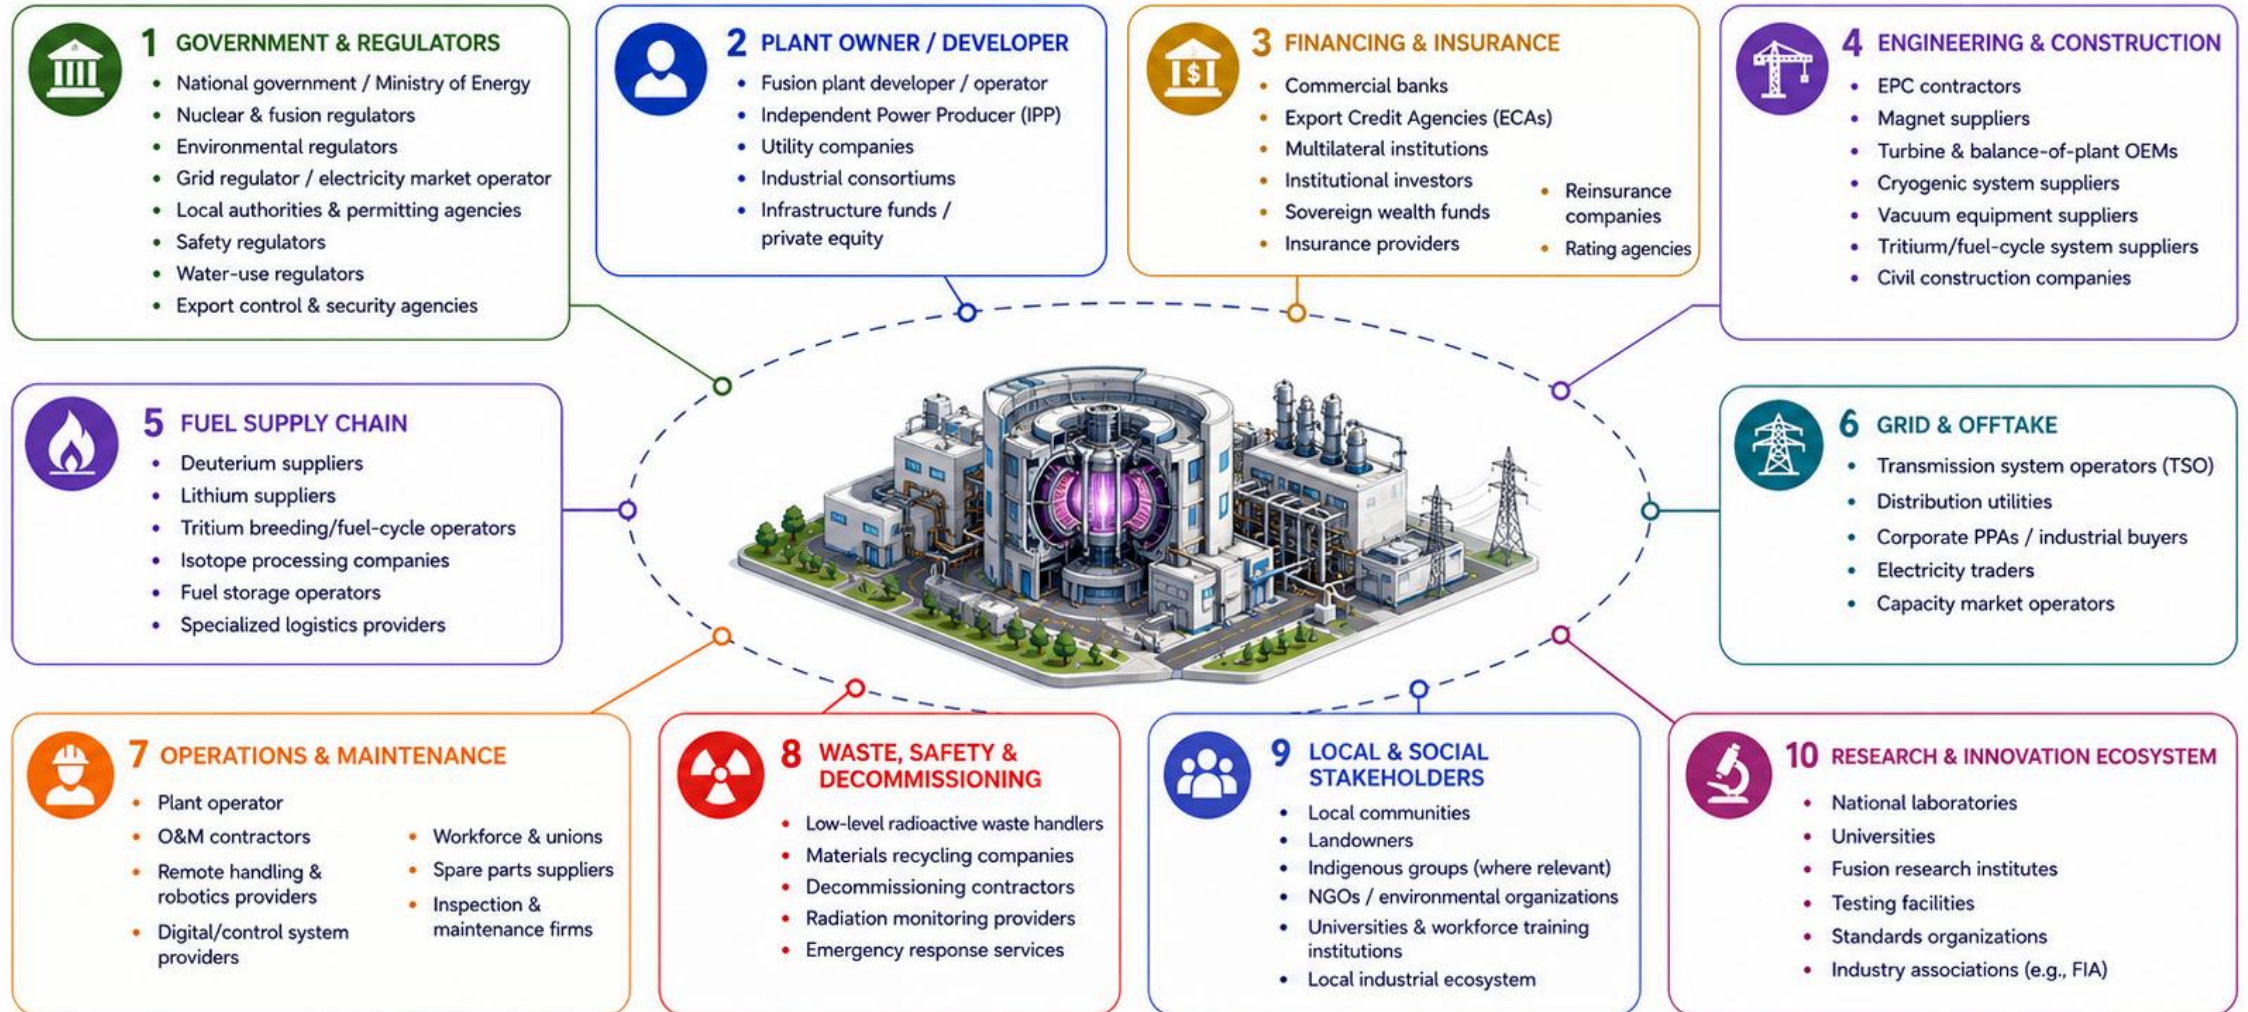 1 GOVERNMENT & REGULATORS
• National government / Ministry of Energy
• Nuclear & fusion regulators
• Environmental regulators
• Grid regulator / electricity market operator
• Local authorities & permitting agencies
• Safety regulators
• Water-use regulators
• Export control & security agencies
2 PLANT OWNER / DEVELOPER
• Fusion plant developer / operator
• Independent Power Producer (IPP)
• Utility companies
• Industrial consortiums
• Infrastructure funds /
private equity
3 FINANCING & INSURANCE
• Commercial banks
• Export Credit Agencies (ECAs)
• Multilateral institutions
• Institutional investors
• Sovereign wealth funds
• Insurance providers
• Reinsurance
companies
• Rating agencies
$
4 ENGINEERING & CONSTRUCTION
• EPC contractors
• Magnet suppliers
• Turbine & balance-of-plant OEMs
• Cryogenic system suppliers
• Vacuum equipment suppliers
• Tritium/fuel-cycle system suppliers
• Civil construction companies
5 FUEL SUPPLY CHAIN
• Deuterium suppliers
• Lithium suppliers
• Tritium breeding/fuel-cycle operators
• Isotope processing companies
• Fuel storage operators
• Specialized logistics providers
6 GRID & OFFTAKE
• Transmission system operators (TSO)
• Distribution utilities
• Corporate PPAs / industrial buyers
• Electricity traders
• Capacity market operators
7 OPERATIONS & MAINTENANCE
• Plant operator
• O&M contractors
• Remote handling &
robotics providers
• Digital/control system
providers
• Workforce & unions
• Spare parts suppliers
• Inspection &
maintenance firms
8 WASTE, SAFETY &
DECOMMISSIONING
• Low-level radioactive waste handlers
• Materials recycling companies
• Decommissioning contractors
• Radiation monitoring providers
• Emergency response services
9 LOCAL & SOCIAL
STAKEHOLDERS
• Local communities
• Landowners
• Indigenous groups (where relevant)
• NGOs / environmental organizations
• Universities & workforce training
institutions
• Local industrial ecosystem
10 RESEARCH & INNOVATION ECOSYSTEM
• National laboratories
• Universities
• Fusion research institutes
• Testing facilities
• Standards organizations
• Industry associations (e.g., FIA)